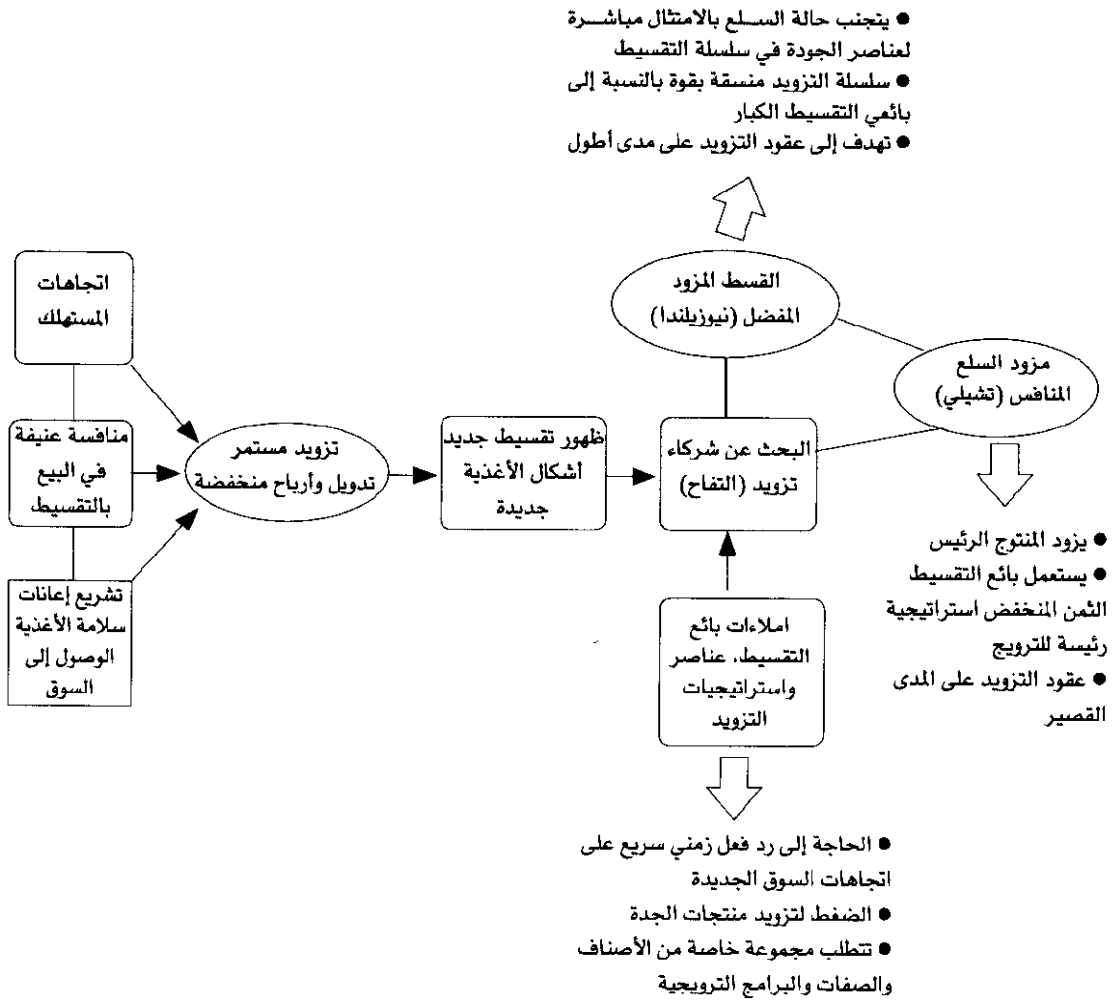 ● يتجنب حالة السلع بالامتثال مباشرة
لعناصر الجودة في سلسلة التقسيط
● سلسلة التزويد منسقة بقوة بالنسبة إلى
بائعي التقسيط الكبار
● تهدف إلى عقود التزويد على مدى أطول
القسط المزود
المفضل (نيوزيلندا)
مزود السلع
المنافس (تشيلي)
اتجاهات
المستهلك
منافسة عنيفة
في البيع
بالتقسيط
تشريع إعانات
سلامة الأغذية
الوصول إلى
السوق
تزويد مستمر
تدويل وأرباح منخفضة
ظهور تقسيط جديد
أشكال الأغذية
جديدة
البحث عن شركاء
تزويد (التفاح)
املاءات بائع
التقسيط، عناصر
واستراتيجيات
التزويد
● يزود المنتوج الرئيس
● يستعمل بائع التقسيط
الثمن المنخفض استراتيجية
رئيسة للترويج
● عقود التزويد على المدى
القصير
● الحاجة إلى رد فعل زمني سريع على
اتجاهات السوق الجديدة
● الضغط لتزويد منتجات الجدة
● تتطلب مجموعة خاصة من الأصناف
والصفات والبرامج الترويجية